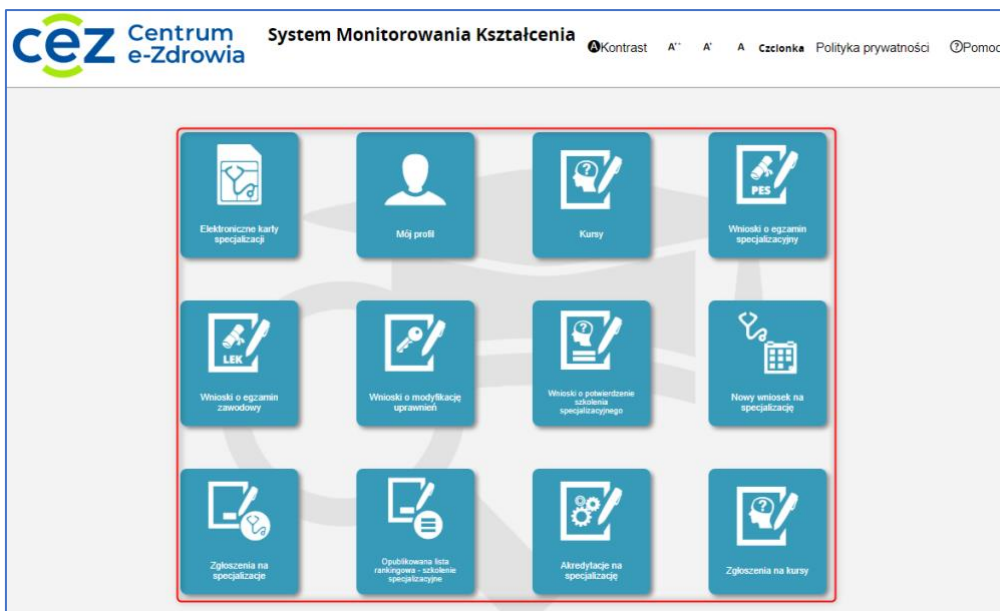 cez Centrum
e-Zdrowia
System Monitorowania Kształcenia
AKontrast A++ A+ A Czcionka Polityka prywatności ?Pomoc
Elektroniczne karty
specjalizacji
Mój profil
?
Kursy
PES
Wnioski o egzamin
specjalizacyjny
LEK
Wnioski o egzamin
zawodowy
Wnioski o modyfikację
uprawnień
?
Wnioski o potwierdzenie
szkolenia
specjalizacyjnego
Nowy wniosek na
specjalizację
Zgłoszenia na
specjalizacje
Opublikowana lista
rankingowa - szkolenie
specjalizacyjne
Akredytacje na
specjalizację
?
Zgłoszenia na kursy